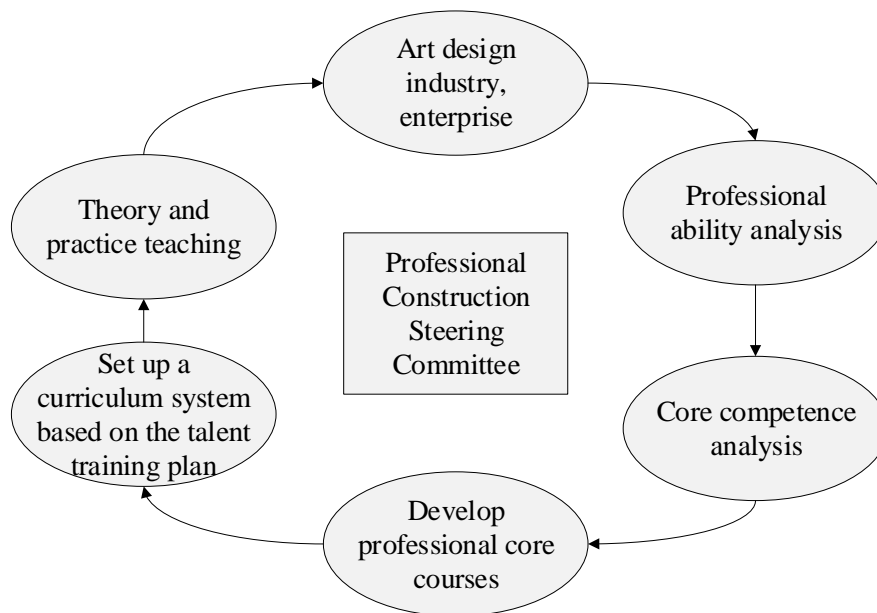 Art design
industry,
enterprise
Professional
ability analysis
Core competence
analysis
Develop
professional core
courses
Set up a
curriculum system
based on the talent
training plan
Theory and
practice teaching
Professional
Construction
Steering
Committee